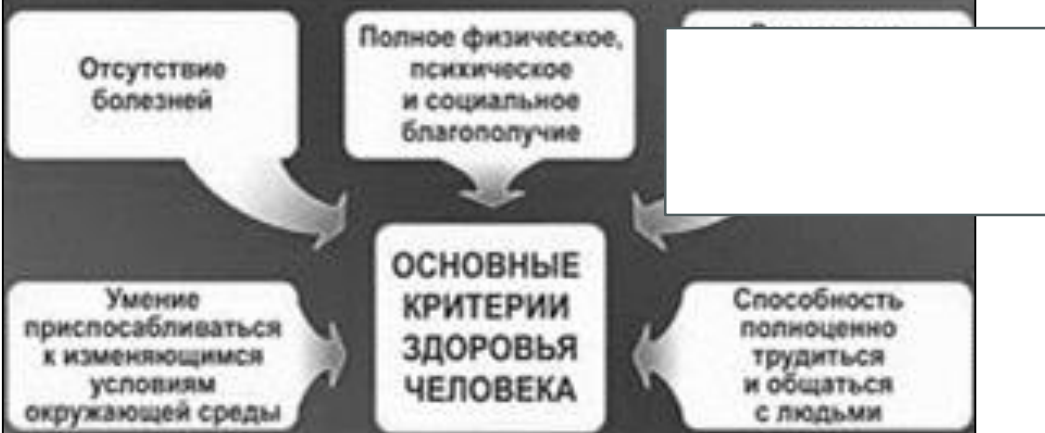 Отсутствие
болезней
Полное физическое,
психическое
и социальное
благополучие
ОСНОВНЫЕ
КРИТЕРИИ
ЗДОРОВЬЯ
ЧЕЛОВЕКА
Умение
приспосабливаться
к изменяющимся
условиям
окружающей среды
Способность
полноценно
трудиться
и общаться
с людьми